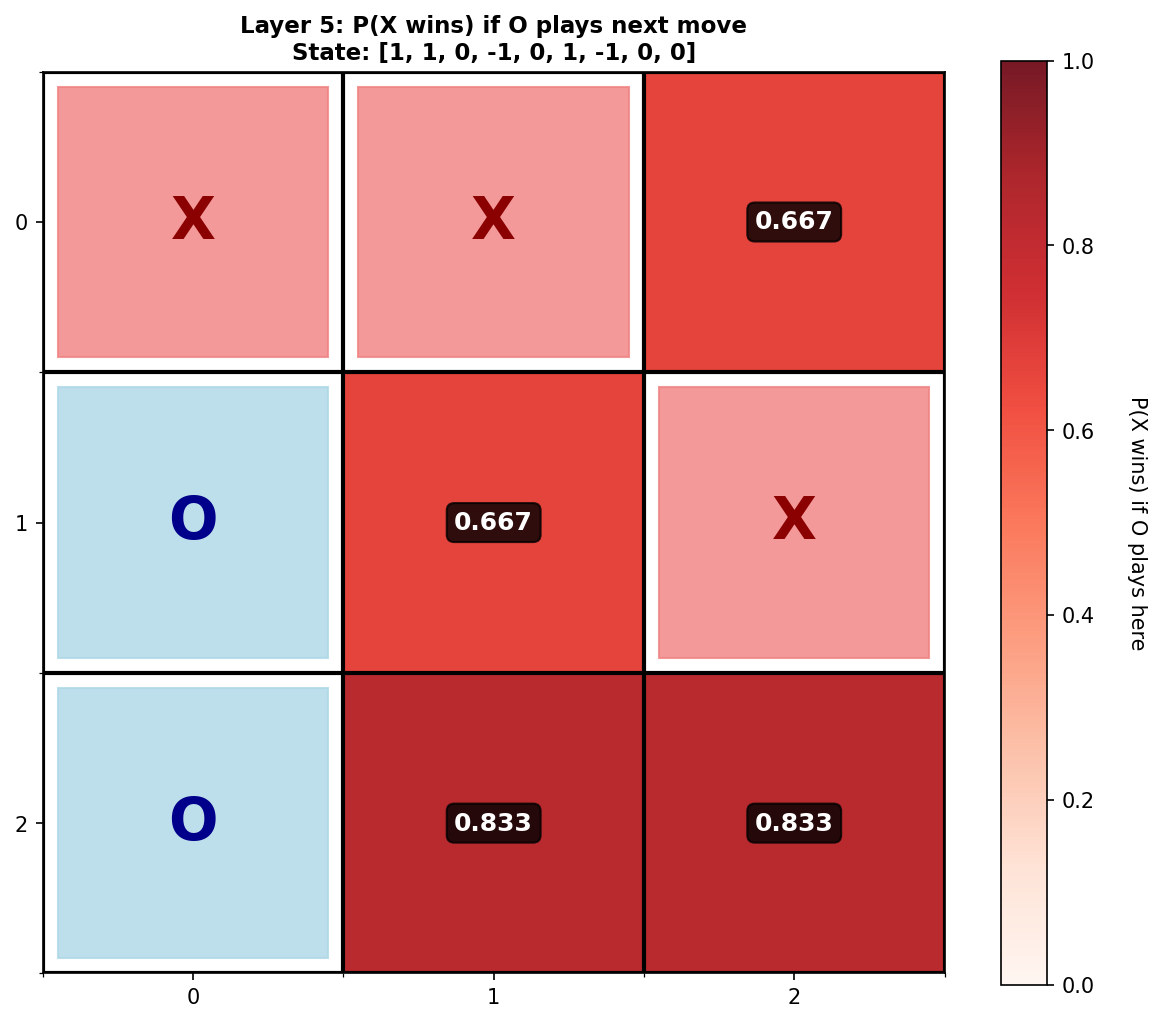 Layer 5: P(X wins) if O plays next move
State: [1, 1, 0, -1, 0, 1, -1, 0, 0]
X
X
0.667
O
0.667
X
O
0.833
0.833
0
1
2
0
1
2
1.0
0.8
0.6
0.4
0.2
0.0
P(X wins) if O plays here